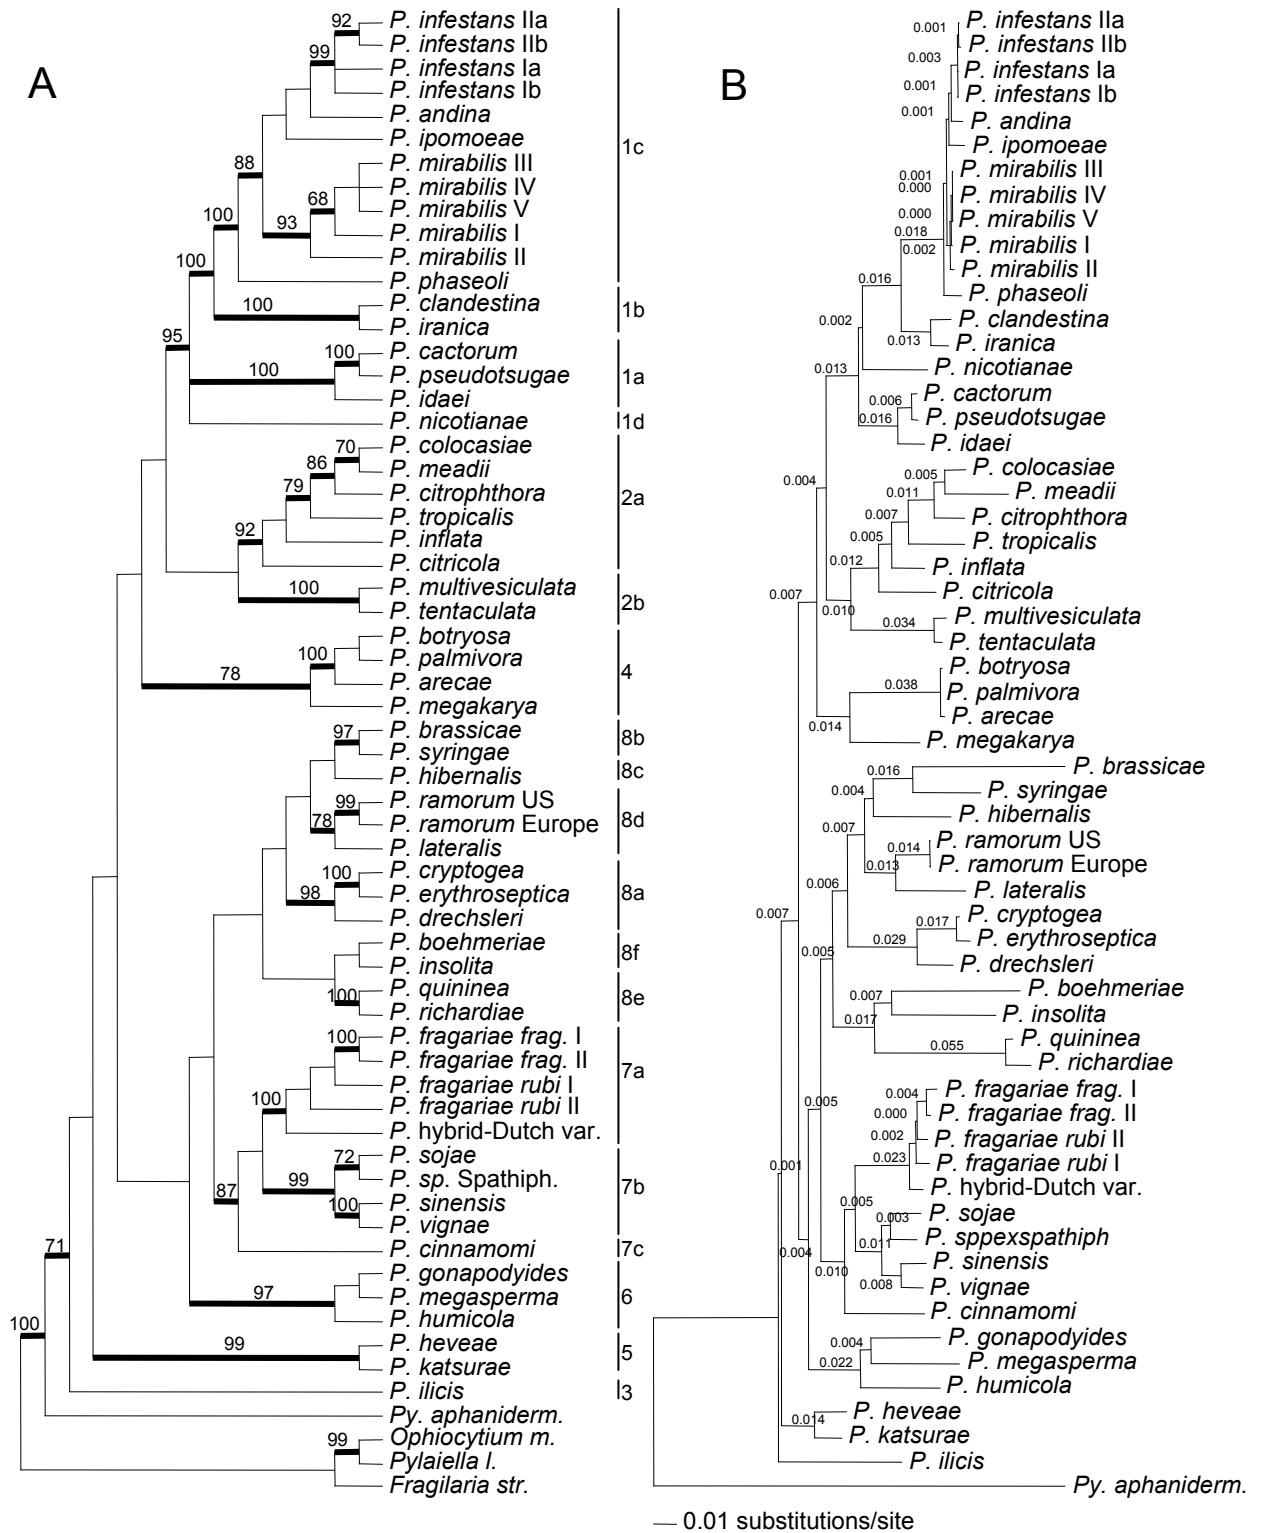 A
92
P. infestans IIa
P. infestans IIb
99
P. infestans Ia
P. infestans Ib
P. andina
P. ipomoeae
1c
88
P. mirabilis III
P. mirabilis IV
68
P. mirabilis V
93
P. mirabilis I
P. mirabilis II
100
P. phaseoli
100
100
P. clandestina
P. iranica
1b
95
100
P. cactorum
100
P. pseudotsugae
P. idaei
1a
P. nicotianae
1d
70
P. colocasiae
86
P. meadii
79
P. citrophthora
P. tropicalis
92
P. inflata
P. citricola
2a
100
P. multivesiculata
P. tentaculata
2b
P. botryosa
100
P. palmivora
78
P. arecae
P. megakarya
4
97
P. brassicae
P. syringae
8b
P. hibernalis
8c
99
P. ramorum US
78
P. ramorum Europe
P. lateralis
8d
100
P. cryptogea
98
P. erythroseptica
P. drechsleri
8a
P. boehmeriae
P. insolita
8f
100
P. quininea
P. richardiae
8e
100
P. fragariae frag. I
P. fragariae frag. II
P. fragariae rubi I
100
P. fragariae rubi II
P. hybrid-Dutch var.
7a
72
P. sojae
99
P. sp. Spathiph.
100
P. sinensis
87
P. vignae
7b
P. cinnamomi
7c
P. gonapodyides
97
P. megasperma
P. humicola
6
99
P. heveae
P. katsurae
5
71
P. ilicis
3
100
Py. aphaniderm.
99
Ophiocytium m.
Pylaiella l.
Fragilaria str.
B
0.001
P. infestans IIa
P. infestans IIb
0.003
P. infestans Ia
0.001
P. infestans Ib
0.001
P. andina
P. ipomoeae
0.001
P. mirabilis III
0.000
P. mirabilis IV
0.000
P. mirabilis V
0.018
0.002
P. mirabilis I
P. mirabilis II
0.016
P. phaseoli
0.002
P. clandestina
0.013
P. iranica
0.013
P. nicotianae
0.006
P. cactorum
0.016
P. pseudotsugae
P. idaei
0.004
0.005
P. colocasiae
0.011
P. meadii
0.007
P. citrophthora
0.005
P. tropicalis
0.012
P. inflata
P. citricola
0.007
0.010
0.034
P. multivesiculata
P. tentaculata
P. botryosa
0.038
P. palmivora
0.014
P. arecae
P. megakarya
0.016
P. brassicae
0.004
P. syringae
P. hibernalis
0.007
0.014
P. ramorum US
0.013
P. ramorum Europe
0.006
P. lateralis
0.007
0.017
P. cryptogea
0.029
P. erythroseptica
0.005
P. drechsleri
0.007
P. boehmeriae
0.017
P. insolita
0.055
P. quininea
P. richardiae
0.005
0.004
P. fragariae frag. I
0.000
P. fragariae frag. II
0.002
P. fragariae rubi II
0.023
P. fragariae rubi I
0.001
P. hybrid-Dutch var.
0.005
0.003
P. sojae
0.011
P. sppexspathiph
0.004
0.010
P. sinensis
0.008
P. vignae
P. cinnamomi
0.004
P. gonapodyides
0.022
P. megasperma
P. humicola
0.014
P. heveae
P. katsurae
P. ilicis
Py. aphaniderm.
0.01 substitutions/site